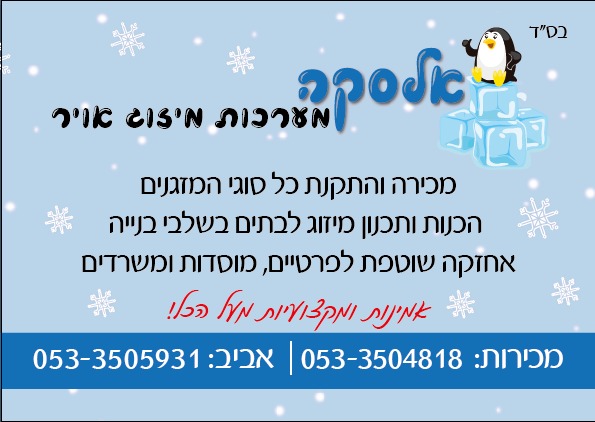 בס"ד
אלסקה
מערכות מיזוג אויר
מכירה והתקנת כל סוגי המזגנים
הכנות ותכנון מיזוג לבתים בשלבי בנייה
אחזקה שוטפת לפרטיים, מוסדות ומשרדים
אמינות ומקצועיות מעל הכל!
מכירות: 053-3504818 | אביב: 053-3505931